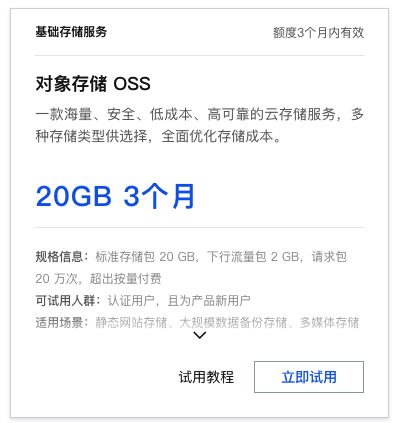 基础存储服务 额度3个月内有效
对象存储 OSS
一款海量、安全、低成本、高可靠的云存储服务，多
种存储类型供选择，全面优化存储成本。
20GB 3个月
规格信息：标准存储包 20 GB，下行流量包 2 GB，请求包
20 万次，超出按量付费
可试用人群：认证用户，且为产品新用户
适用场景：静态网站存储、大规模数据备份存储、多媒体存储
试用教程 立即试用